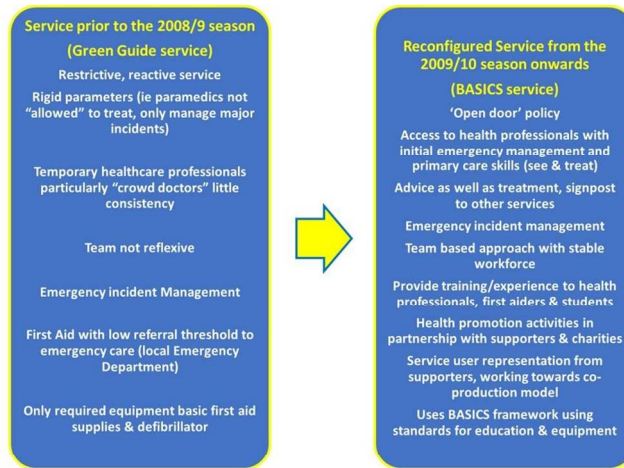 Service prior to the 2008/9 season
(Green Guide service)
Restrictive, reactive service
Rigid parameters (ie paramedics not
“allowed” to treat, only manage major
incidents)
Temporary healthcare professionals
particularly “crowd doctors” little
consistency
Team not reflexive
Emergency incident Management
First Aid with low referral threshold to
emergency care (local Emergency
Department)
Only required equipment basic first aid
supplies & defibrillator
Reconfigured Service from the
2009/10 season onwards
(BASICS service)
‘Open door’ policy
Access to health professionals with
initial emergency management and
primary care skills (see & treat)
Advice as well as treatment, signpost
to other services
Emergency incident management
Team based approach with stable
workforce
Provide training/experience to health
professionals, first aiders & students
Health promotion activities in
partnership with supporters & charities
Service user representation from
supporters, working towards co-
production model
Uses BASICS framework using
standards for education & equipment